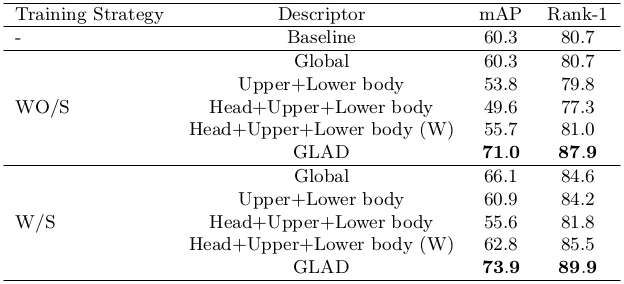 Training Strategy Descriptor mAP Rank-1
- Baseline 60.3 80.7
Global 60.3 80.7
Upper+Lower body 53.8 79.8
WO/S Head+Upper+Lower body 49.6 77.3
Head+Upper+Lower body (W) 55.7 81.0
GLAD 71.0 87.9
Global 66.1 84.6
Upper+Lower body 60.9 84.2
W/S Head+Upper+Lower body 55.6 81.8
Head+Upper+Lower body (W) 62.8 85.5
GLAD 73.9 89.9